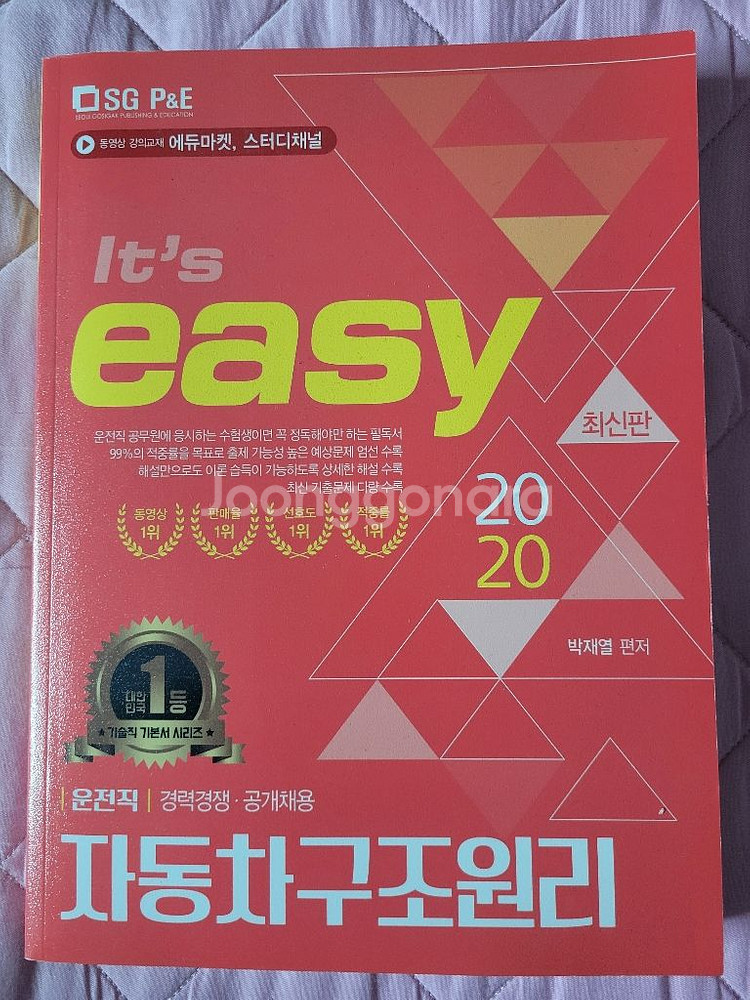 SG P&E
SEOULGOSIGAK PUBLISHING & EDUCATION
동영상 강의교재 에듀마켓, 스터디채널
It's
easy
운전직 공무원에 응시하는 수험생이면 꼭 정독해야만 하는 필독서
99%의 적중률을 목표로 출제 가능성 높은 예상문제 엄선 수록
해설만으로도 이론 습득이 가능하도록 상세한 해설 수록
최신 기출문제 다량 수록
최신판
Joonggonara
20
20
동영상 1위
판매율 1위
선호도 1위
적중률 1위
박재열 편저
대한민국 1등
★ 기술직 기본서 시리즈 ★
| 운전직 | 경력경쟁 · 공개채용
자동차구조원리